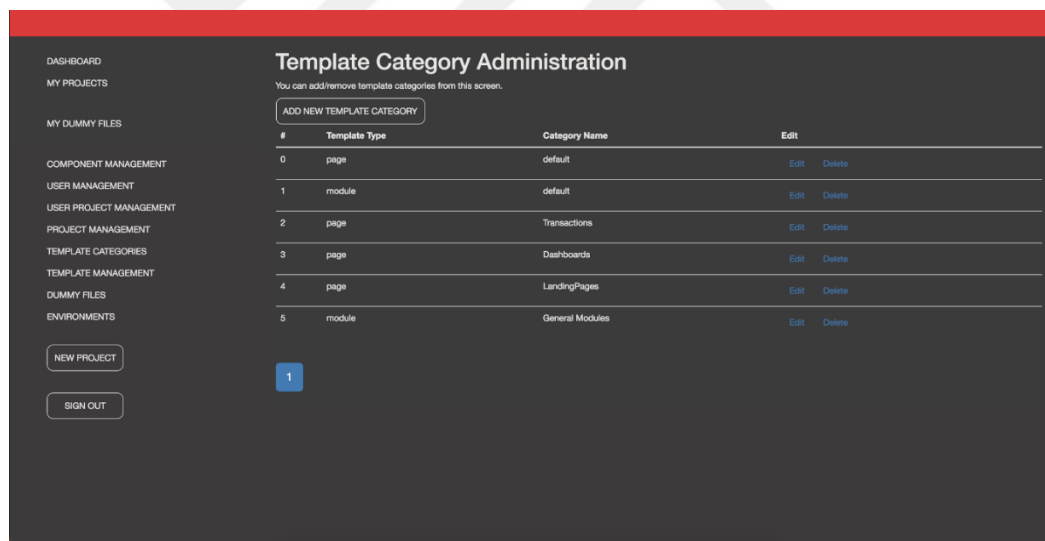 DASHBOARD
MY PROJECTS
MY DUMMY FILES
COMPONENT MANAGEMENT
USER MANAGEMENT
USER PROJECT MANAGEMENT
PROJECT MANAGEMENT
TEMPLATE CATEGORIES
TEMPLATE MANAGEMENT
DUMMY FILES
ENVIRONMENTS
NEW PROJECT
SIGN OUT
Template Category Administration
You can add/remove template categories from this screen.
ADD NEW TEMPLATE CATEGORY
# Template Type Category Name Edit
0 page default Edit Delete
1 module default Edit Delete
2 page Transactions Edit Delete
3 page Dashboards Edit Delete
4 page LandingPages Edit Delete
5 module General Modules Edit Delete
1